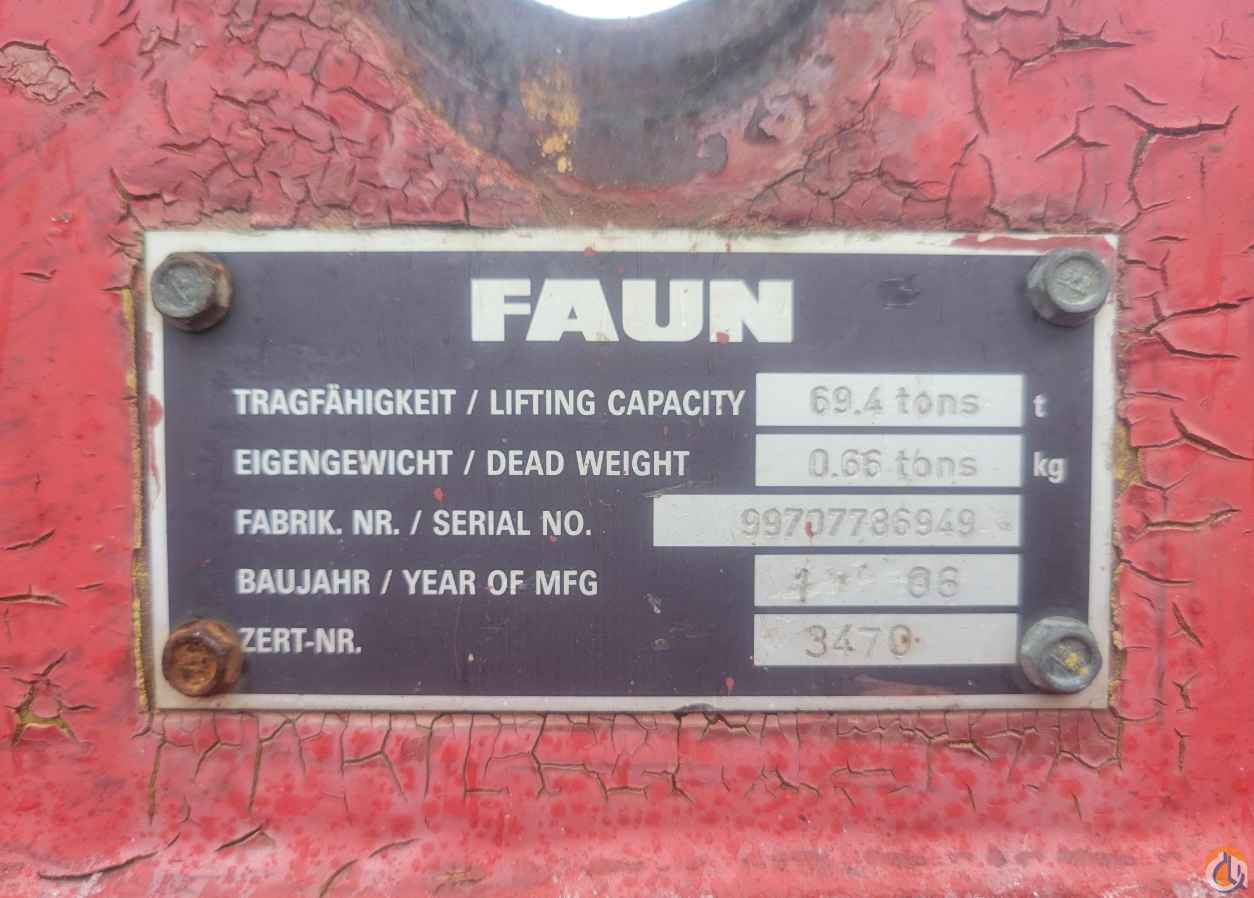 FAUN
TRAGFÄHIGKEIT / LIFTING CAPACITY 69.4 tons t
EIGENGEWICHT / DEAD WEIGHT 0.66 tons kg
FABRIK. NR. / SERIAL NO. 99707786949
BAUJAHR / YEAR OF MFG
ZERT-NR. 3470